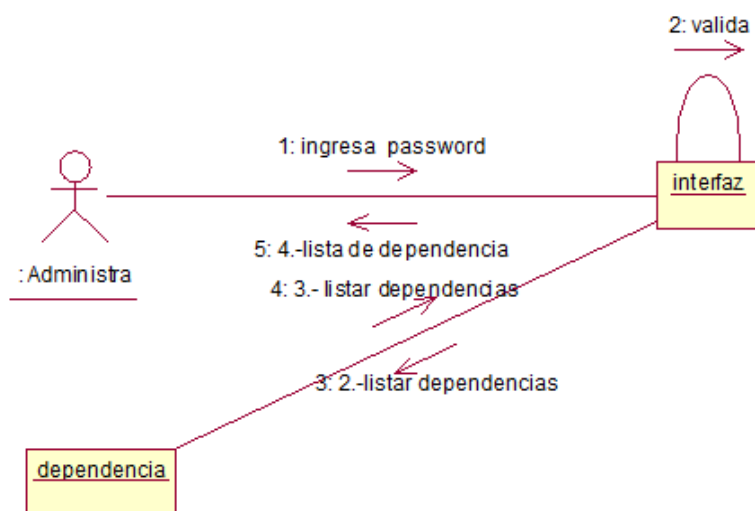 2: valida
1: ingresa password
interfaz
: Administra
5: 4.-lista de dependencia
4: 3.- listar dependencias
3: 2.-listar dependencias
dependencia